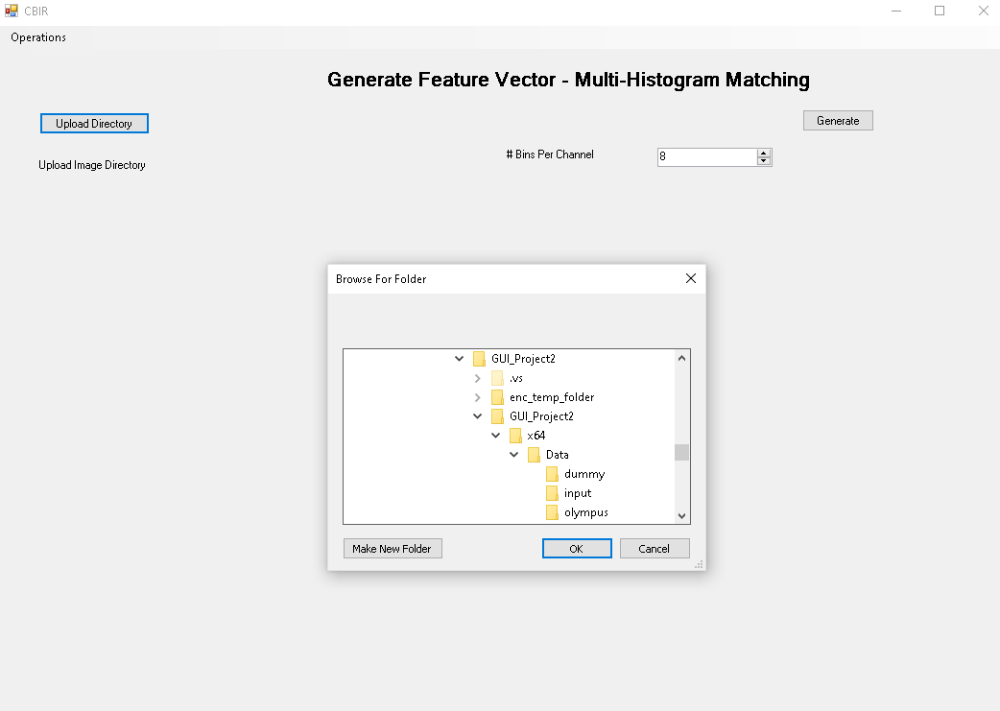 CBIR
Operations
Generate Feature Vector - Multi-Histogram Matching
Upload Directory
Generate
# Bins Per Channel
8
Upload Image Directory
Browse For Folder
GUI_Project2
.vs
enc_temp_folder
GUI_Project2
x64
Data
dummy
input
olympus
Make New Folder
OK
Cancel